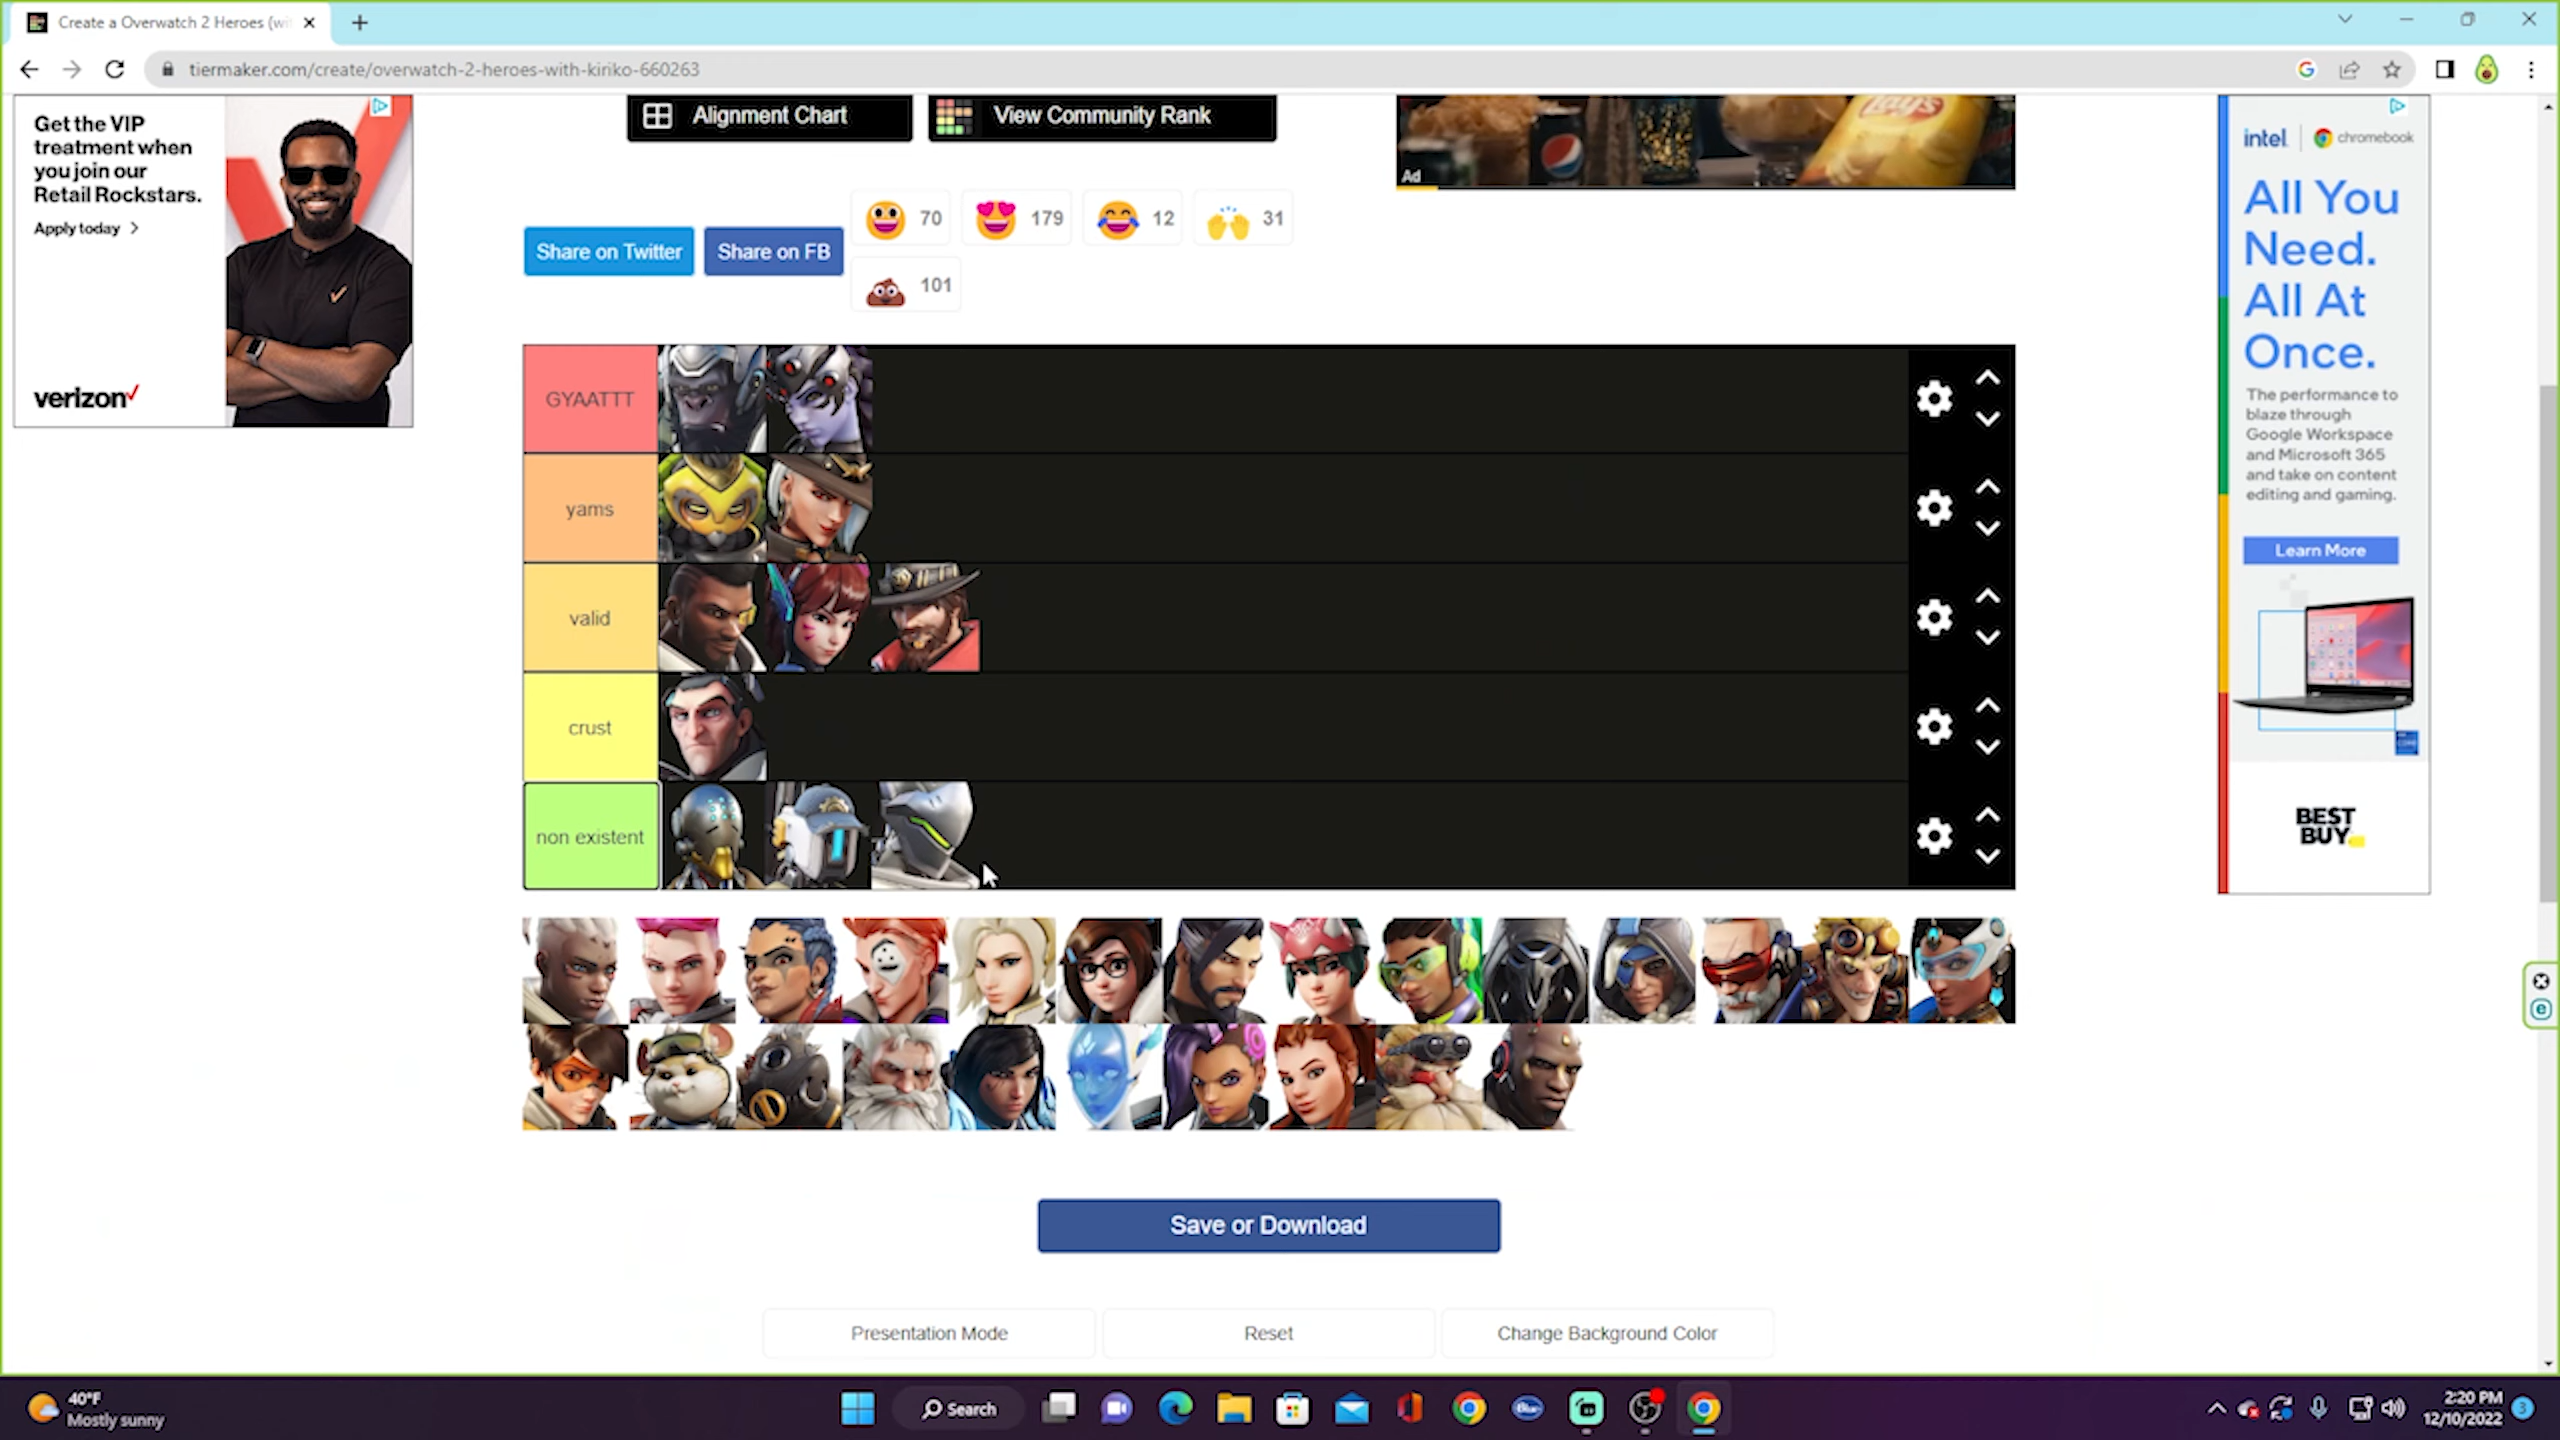 Create a Overwatch 2 Heroes (wi
tiermaker.com/create/overwatch-2-heroes-with-kiriko-660263
Get the VIP
treatment when
you join our
Retail Rockstars.
Apply today >
verizon
Alignment Chart
View Community Rank
Lay's
Ad
intel
chromebook
All You
Need.
All At
Once.
The performance to
blaze through
Google Workspace
and Microsoft 365
and take on content
editing and gaming.
Learn More
BEST
BUY
Share on Twitter
Share on FB
70
179
12
31
101
GYAATTT
yams
valid
crust
non existent
Save or Download
Presentation Mode
Reset
Change Background Color
40°F
Mostly sunny
Search
2:20 PM
12/10/2022
3